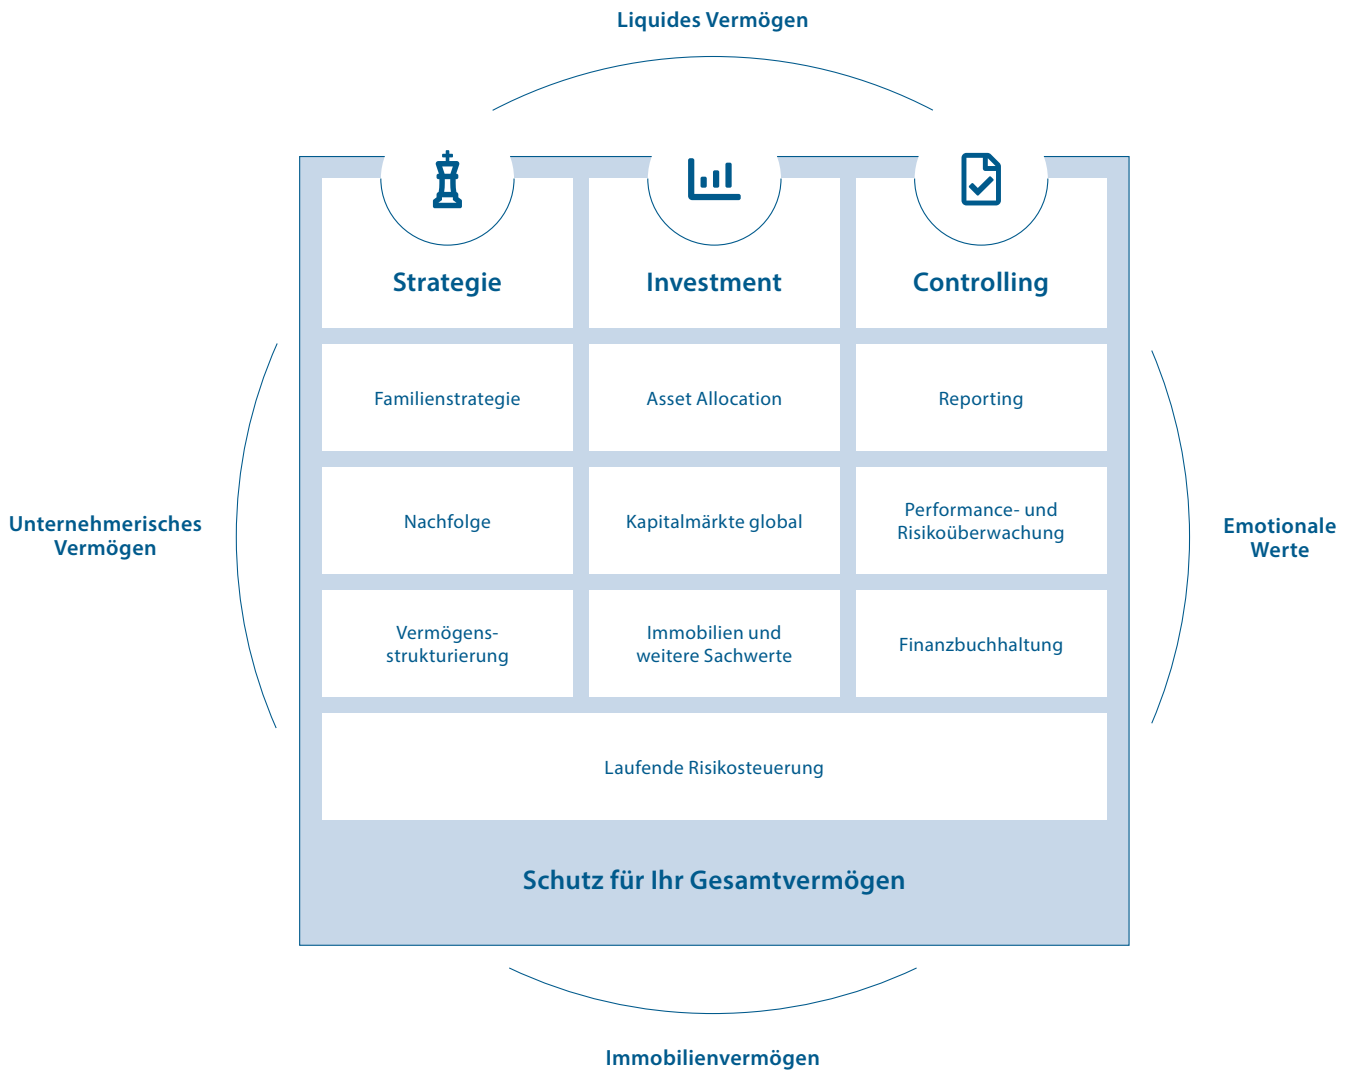 Liquides Vermögen
Strategie
Investment
Controlling
Familienstrategie
Asset Allocation
Reporting
Nachfolge
Kapitalmärkte global
Performance- und
Risikoüberwachung
Unternehmerisches
Vermögen
Emotionale
Werte
Vermögens-
strukturierung
Immobilien und
weitere Sachwerte
Finanzbuchhaltung
Laufende Risikosteuerung
Schutz für Ihr Gesamtvermögen
Immobilienvermögen